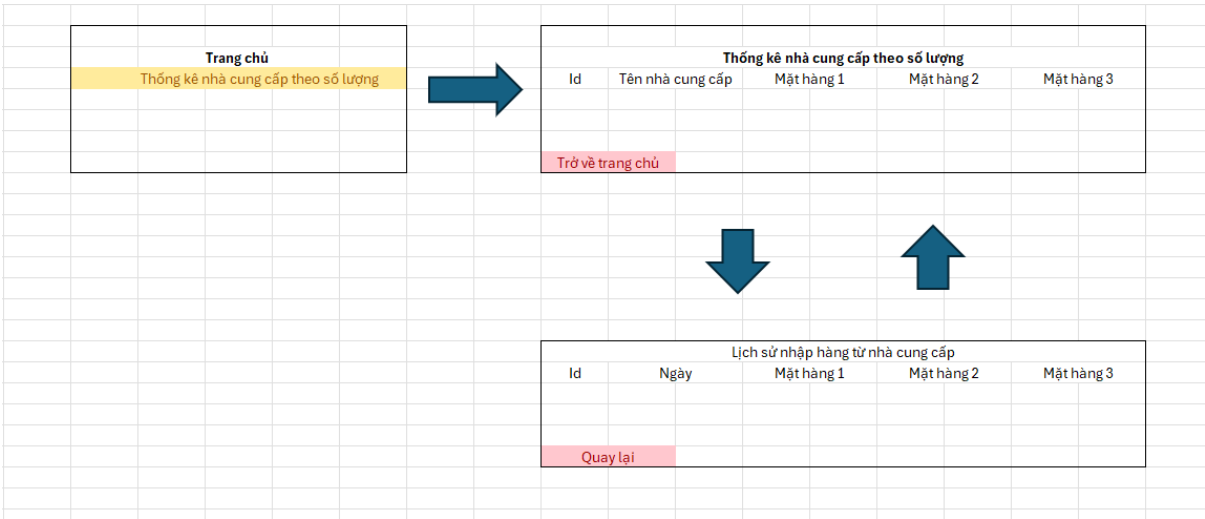 Trang chủ
Thống kê nhà cung cấp theo số lượng
Thống kê nhà cung cấp theo số lượng
Id Tên nhà cung cấp Mặt hàng 1 Mặt hàng 2 Mặt hàng 3
Trở về trang chủ
Lịch sử nhập hàng từ nhà cung cấp
Id Ngày Mặt hàng 1 Mặt hàng 2 Mặt hàng 3
Quay lại